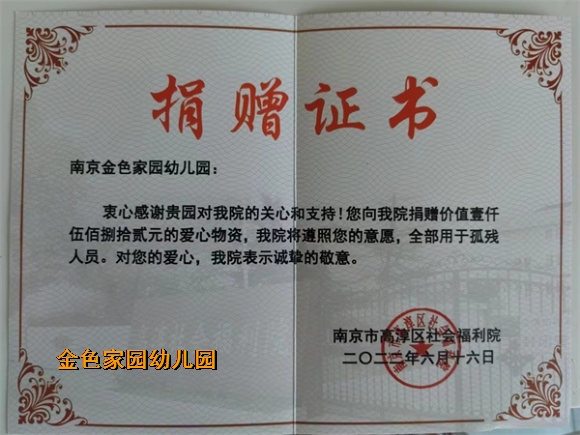 捐赠证书
南京金色家园幼儿园：
衷心感谢贵园对我院的关心和支持！您向我院捐赠价值壹仟
伍佰捌拾贰元的爱心物资，我院将遵照您的意愿，全部用于孤残
人员。对您的爱心，我院表示诚挚的敬意。
南京市高淳区社会福利院
二〇二二年六月十六日
金色家园幼儿园